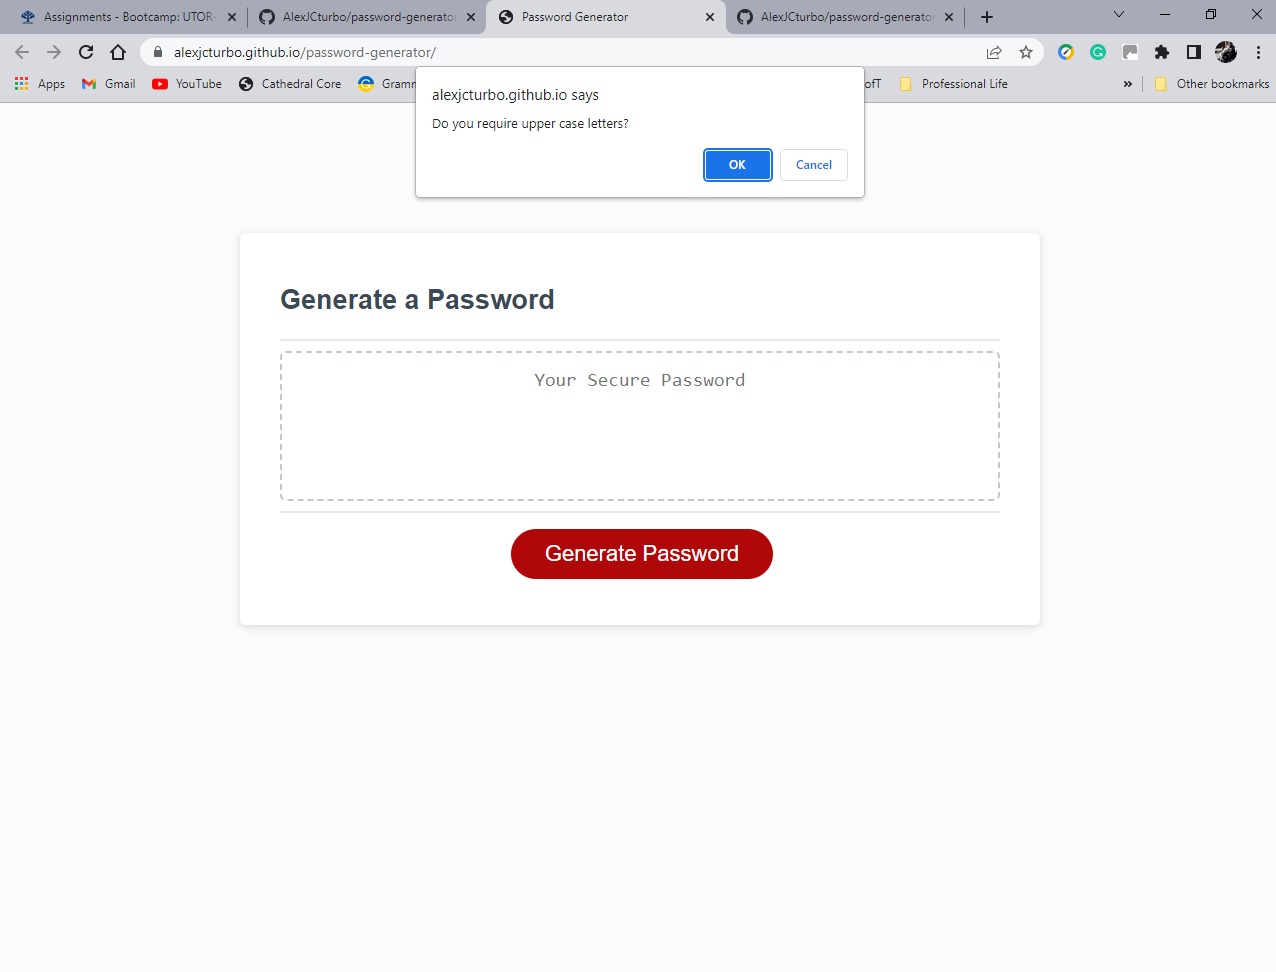 Assignments - Bootcamp: UTOR-
AlexJCturbo/password-generator
Password Generator
AlexJCturbo/password-generator
alexjcturbo.github.io/password-generator/
Apps
Gmail
YouTube
Cathedral Core
Gramm
ofT
Professional Life
»
Other bookmarks
alexjcturbo.github.io says
Do you require upper case letters?
OK
Cancel
Generate a Password
Your Secure Password
Generate Password